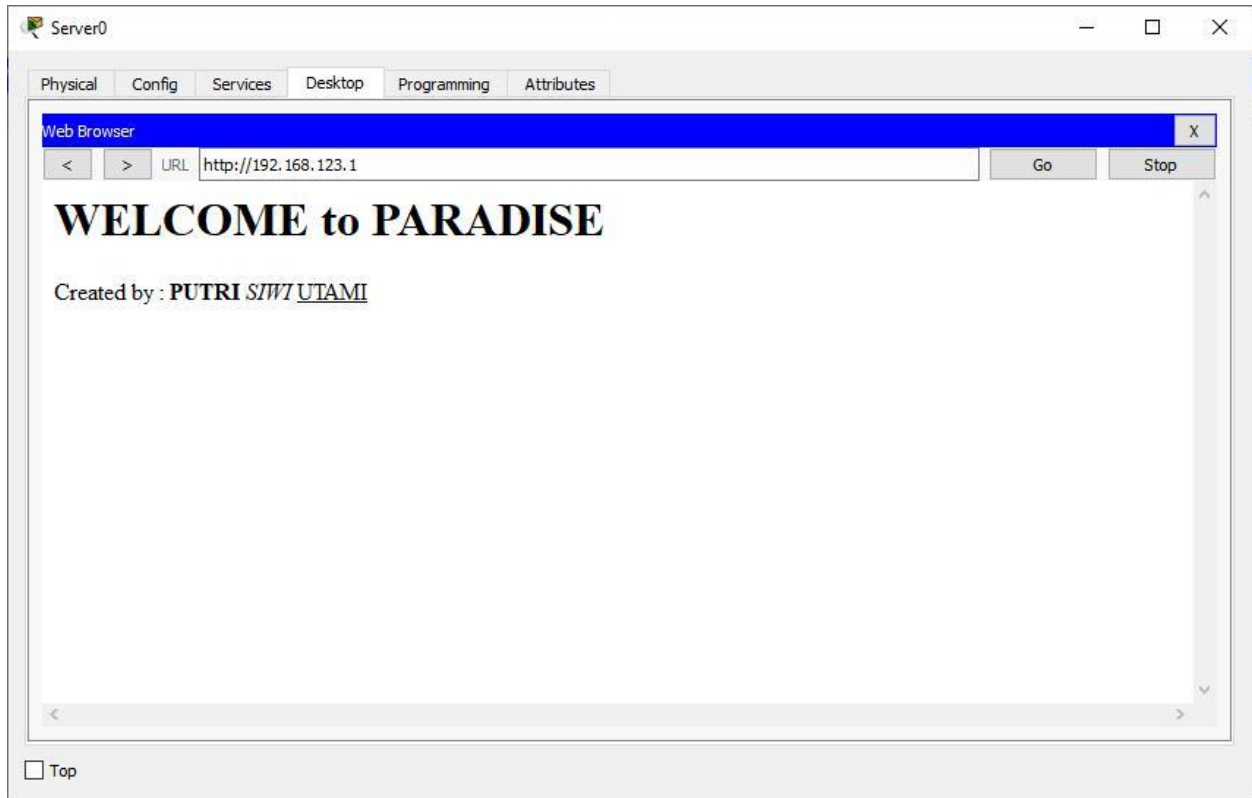 Server0
Physical Config Services Desktop Programming Attributes
Web Browser X
< > URL http://192.168.123.1 Go Stop
WELCOME to PARADISE
Created by : PUTRI SIWI UTAMI
Top